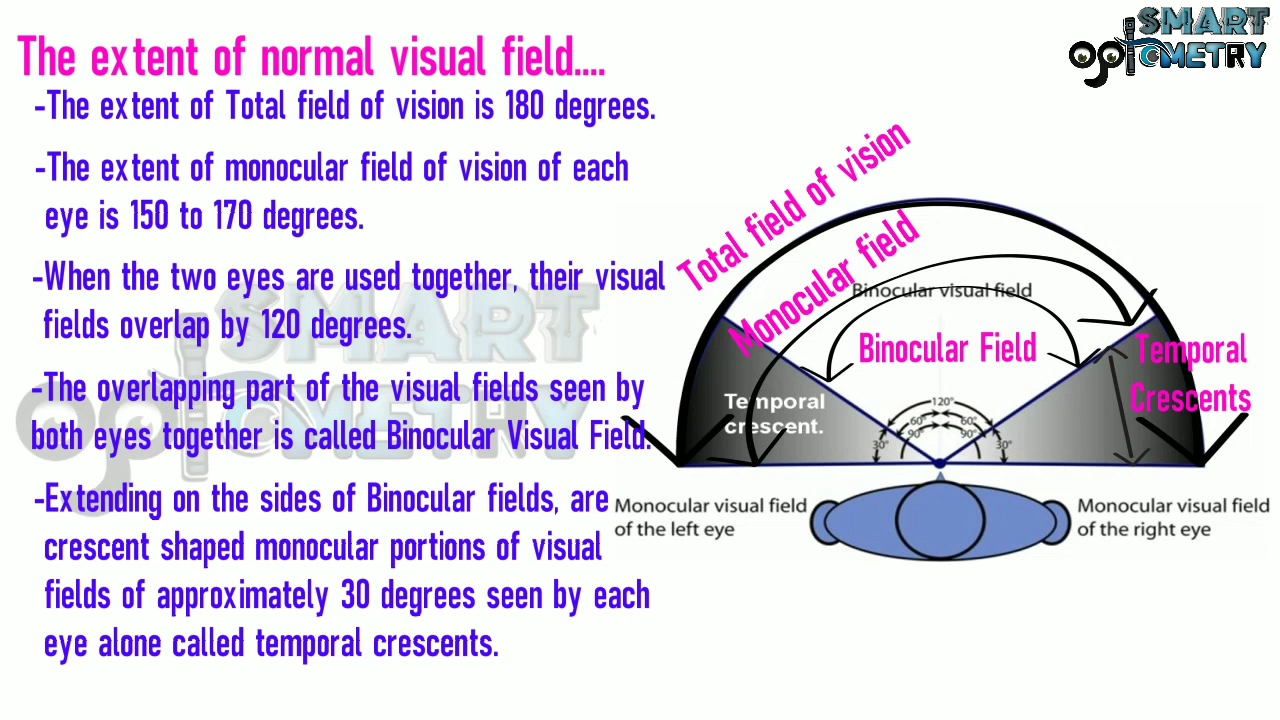 The extent of normal visual field....
-The extent of Total field of vision is 180 degrees.
-The extent of monocular field of vision of each
eye is 150 to 170 degrees.
-When the two eyes are used together, their visual
fields overlap by 120 degrees.
-The overlapping part of the visual fields seen by
both eyes together is called Binocular Visual Field.
-Extending on the sides of Binocular fields, are
crescent shaped monocular portions of visual
fields of approximately 30 degrees seen by each
eye alone called temporal crescents.
SMART
OPTOMETRY
SMART
OPTOMETRY
Total field of vision
Monocular field
Binocular visual field
Binocular Field
Temporal
Crescents
Temporal
crescent.
120°
60°
60°
90°
90°
30°
30°
Monocular visual field
of the left eye
Monocular visual field
of the right eye